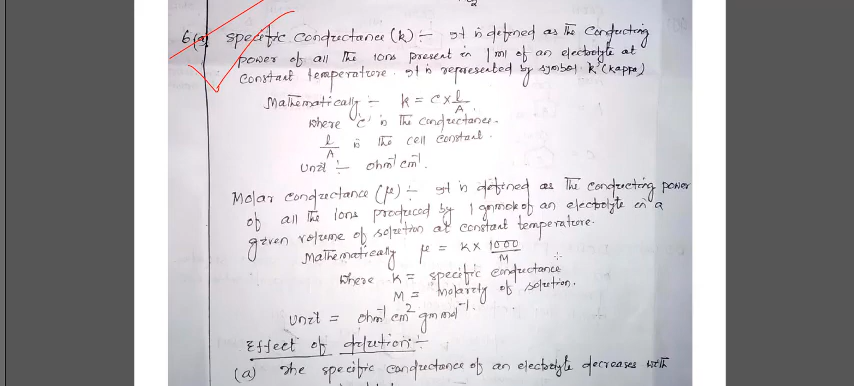 6(a) Specific Conductance (k) :- It is defined as the Conducting
power of all the ions present in 1 ml of an electrolyte at
Constant temperature. It is represented by symbol K (kappa)
Mathematically :- k = C x l/A
where 'C' is the Conductance.
l/A is the cell constant.
Unit :- ohm⁻¹ cm⁻¹.
Molar Conductance (μ) :- It is defined as the conducting power
of all the ions produced by 1 gmmole of an electrolyte in a
given volume of solution at constant temperature.
Mathematically μ = K x 1000/M
Where K = specific conductance
M = Molarity of solution.
Unit = ohm⁻¹ cm² gm mol⁻¹.
Effect of dilution :-
(a) The specific conductance of an electrolyte decreases with